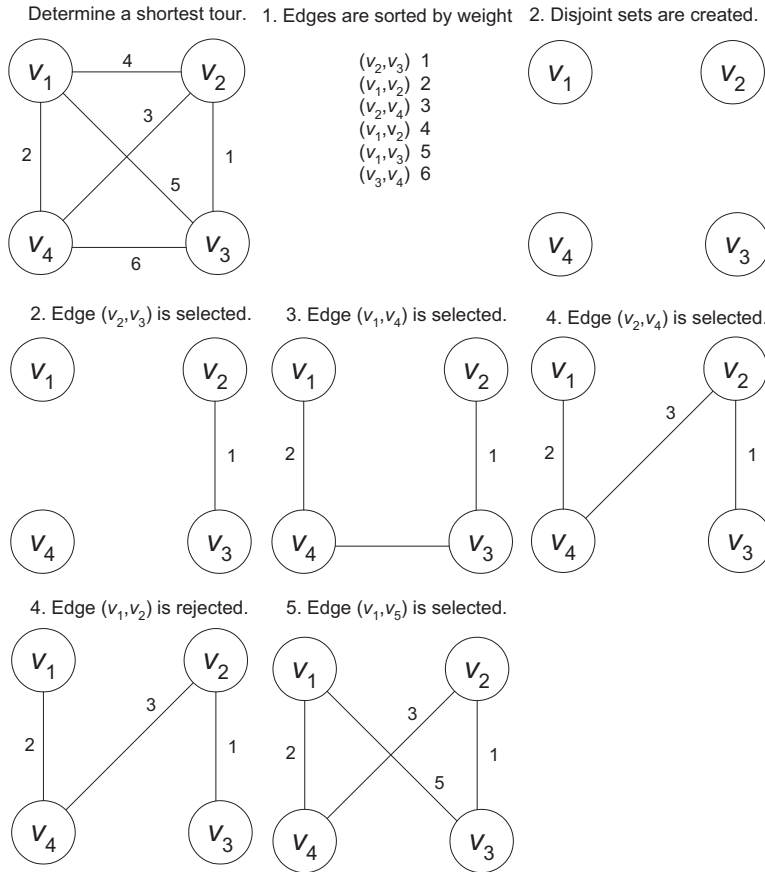 Determine a shortest tour.
1. Edges are sorted by weight
2. Disjoint sets are created.
v1
4
v2
3
2
1
5
v4
6
v3
(v2,v3) 1
(v1,v2) 2
(v2,v4) 3
(v1,v2) 4
(v1,v3) 5
(v3,v4) 6
v1
v2
v4
v3
2. Edge (v2,v3) is selected.
3. Edge (v1,v4) is selected.
4. Edge (v2,v4) is selected.
v1
v2
1
v4
v3
v1
v2
2
1
v4
v3
v1
v2
3
2
1
v4
v3
4. Edge (v1,v2) is rejected.
5. Edge (v1,v5) is selected.
v1
v2
3
2
1
v4
v3
v1
v2
3
2
1
5
v4
v3